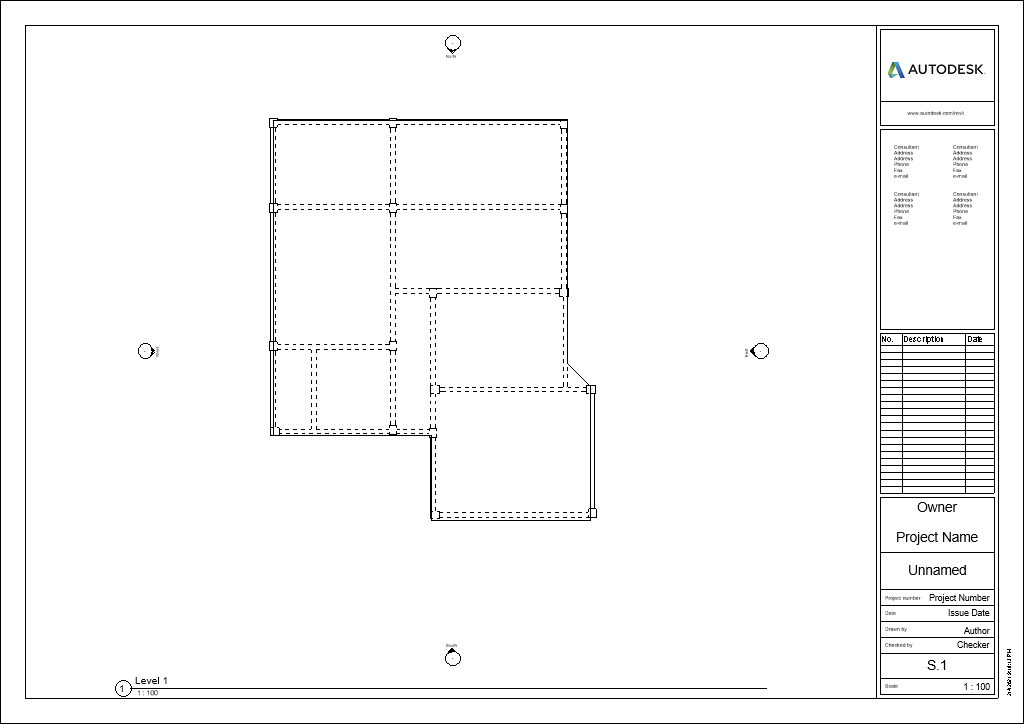 North
AUTODESK.
www.autodesk.com/revit
Consultant
Address
Address
Phone
Fax
e-mail
Consultant
Address
Address
Phone
Fax
e-mail
Consultant
Address
Address
Phone
Fax
e-mail
Consultant
Address
Address
Phone
Fax
e-mail
West
East
No. Description Date
Owner
Project Name
Unnamed
Project number Project Number
Date Issue Date
Drawn by Author
Checked by Checker
S.1
Scale 1 : 100
South
1 Level 1
1 : 100